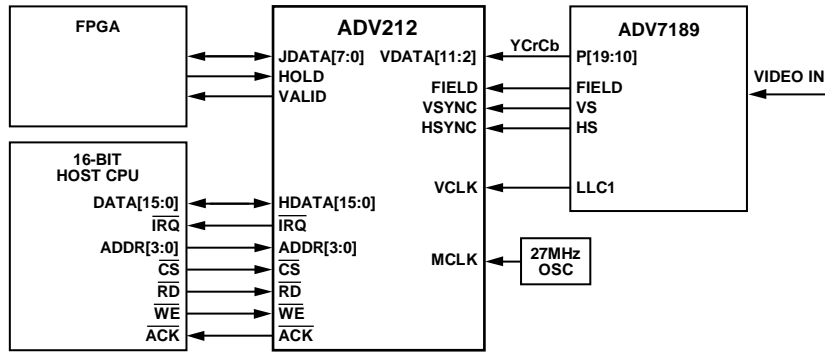 FPGA
ADV212
JDATA[7:0]
HOLD
VALID
VDATA[11:2]
FIELD
VSYNC
HSYNC
VCLK
MCLK
YCrCb
ADV7189
P[19:10]
FIELD
VS
HS
LLC1
VIDEO IN
27MHz
OSC
16-BIT
HOST CPU
DATA[15:0]
IRQ
ADDR[3:0]
CS
RD
WE
ACK
HDATA[15:0]
IRQ
ADDR[3:0]
CS
RD
WE
ACK